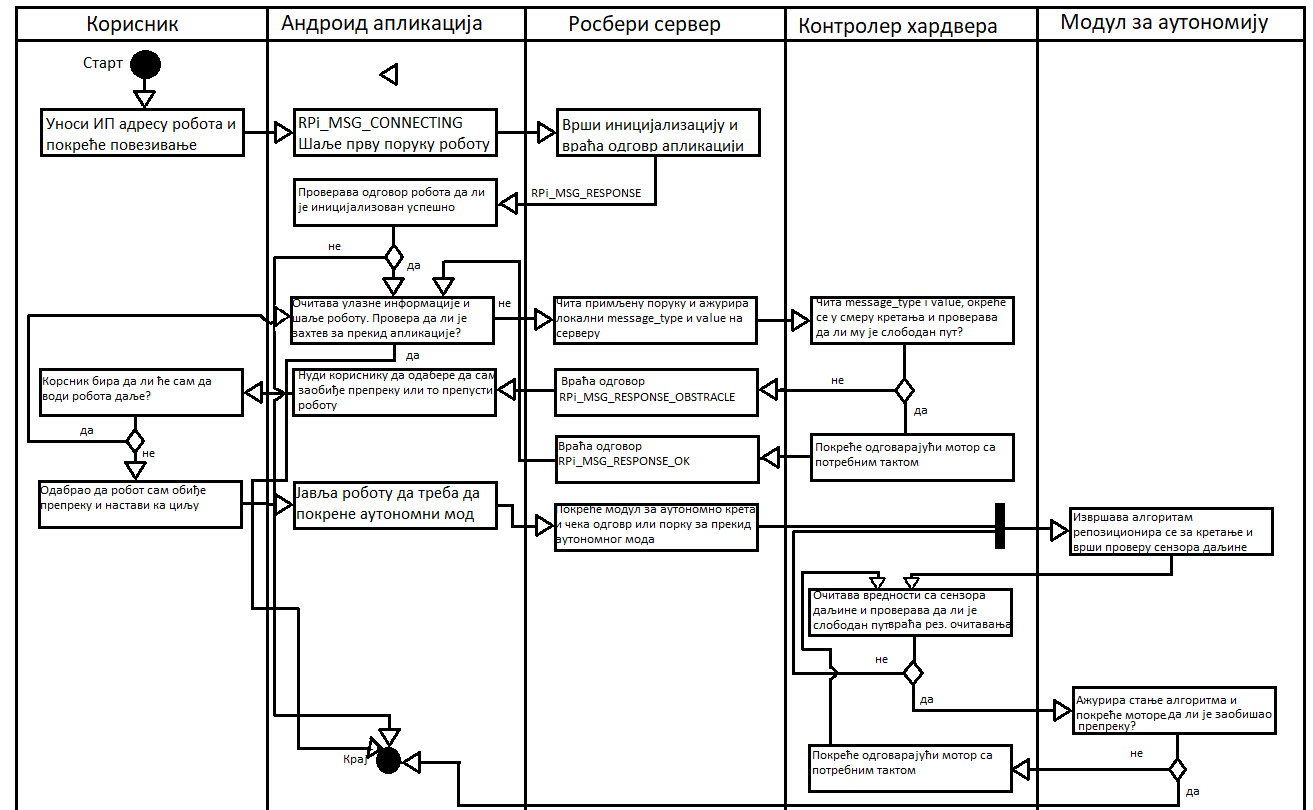 Корисник
Андроид апликација
Росбери сервер
Контролер хардвера
Модул за аутономију
Старт
Уноси ИП адресу робота и
покреће повезивање
RPi_MSG_CONNECTING
Шаље прву поруку роботу
Врши иницијализацију и
враћа одговр апликацији
RPi_MSG_RESPONSE
Проверава одговор робота да ли
је иницијализован успешно
не
да
Очитава улазне информације и
шаље роботу. Провера да ли је
захтев за прекид апликације?
не
да
Чита примљену поруку и ажурира
локални message_type и value на
серверу
Чита message_type i value, окреће
се у смеру кретања и проверава
да ли му је слободан пут?
не
да
Корсник бира да ли ће сам да
води робота даље?
да
не
Нуди кориснику да одабере да сам
заобиђе препреку или то препусти
роботу
Враћа одговор
RPi_MSG_RESPONSE_OBSTRACLE
Враћа одговор
RPi_MSG_RESPONSE_OK
Покреће одговарајући мотор са
потребним тактом
Одабрао да робот сам обиђе
препреку и настави ка циљу
Јавља роботу да треба да
покрене аутономни мод
Покреће модул за аутономно крета
и чека одговр или порку за прекид
аутономног мода
Извршава алгоритам
репозиционира се за кретање и
врши проверу сензора даљине
Очитава вредности са сензора
даљине и проверава да ли је
слободан пут враћа рез. очитавања
не
да
Ажурира стање алгоритма и
покреће моторе да ли је заобишао
препреку?
не
да
Покреће одговарајући мотор са
потребним тактом
Крај